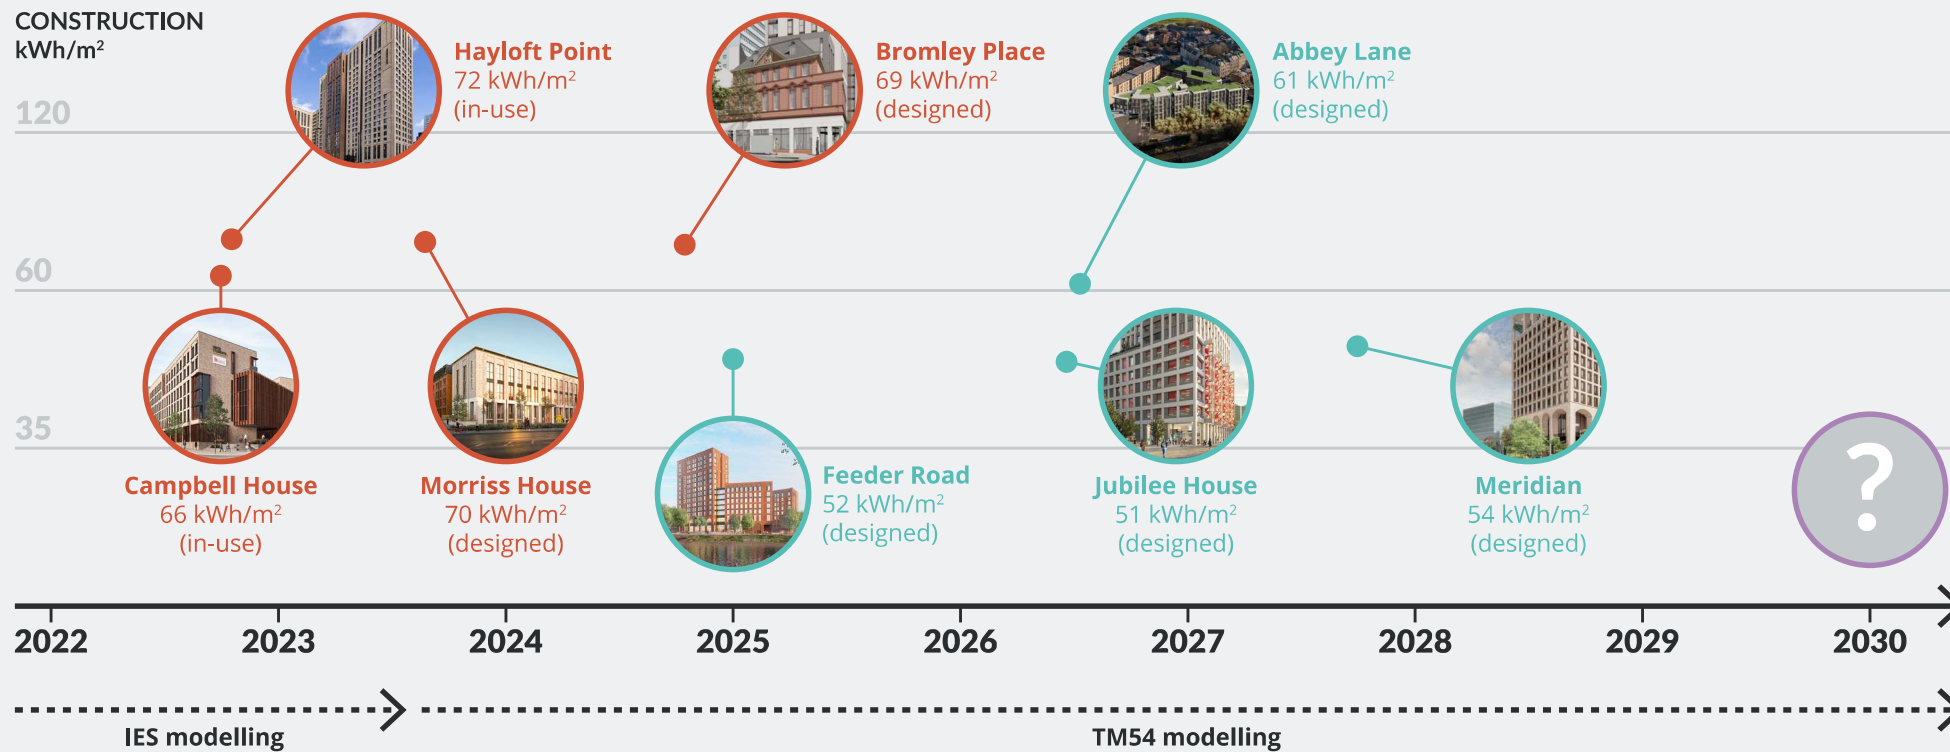 CONSTRUCTION
kWh/m²
Hayloft Point
72 kWh/m²
(in-use)
Bromley Place
69 kWh/m²
(designed)
Abbey Lane
61 kWh/m²
(designed)
120
60
35
Campbell House
66 kWh/m²
(in-use)
Morriss House
70 kWh/m²
(designed)
Feeder Road
52 kWh/m²
(designed)
Jubilee House
51 kWh/m²
(designed)
Meridian
54 kWh/m²
(designed)
?
2022
2023
2024
2025
2026
2027
2028
2029
2030
IES modelling
TM54 modelling